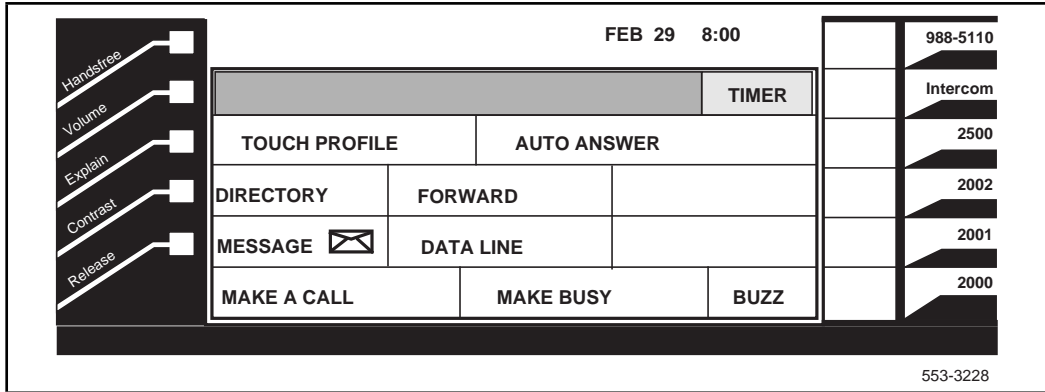 FEB 29 8:00
Handsfree
Volume
Explain
Contrast
Release
TIMER
TOUCH PROFILE AUTO ANSWER
DIRECTORY FORWARD
MESSAGE DATA LINE
MAKE A CALL MAKE BUSY BUZZ
988-5110
Intercom
2500
2002
2001
2000
553-3228